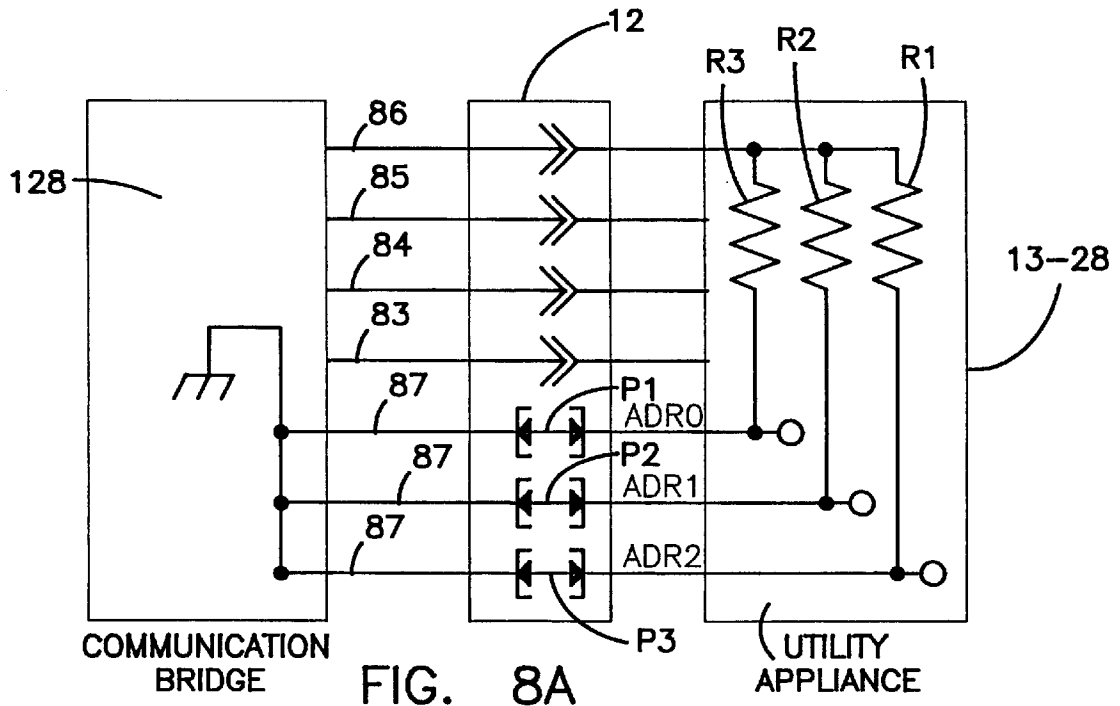 12
R3
R2
R1
86
128
85
84
13-28
83
87
P1
ADR0
87
P2
ADR1
87
ADR2
P3
COMMUNICATION
BRIDGE
UTILITY
APPLIANCE
FIG. 8A